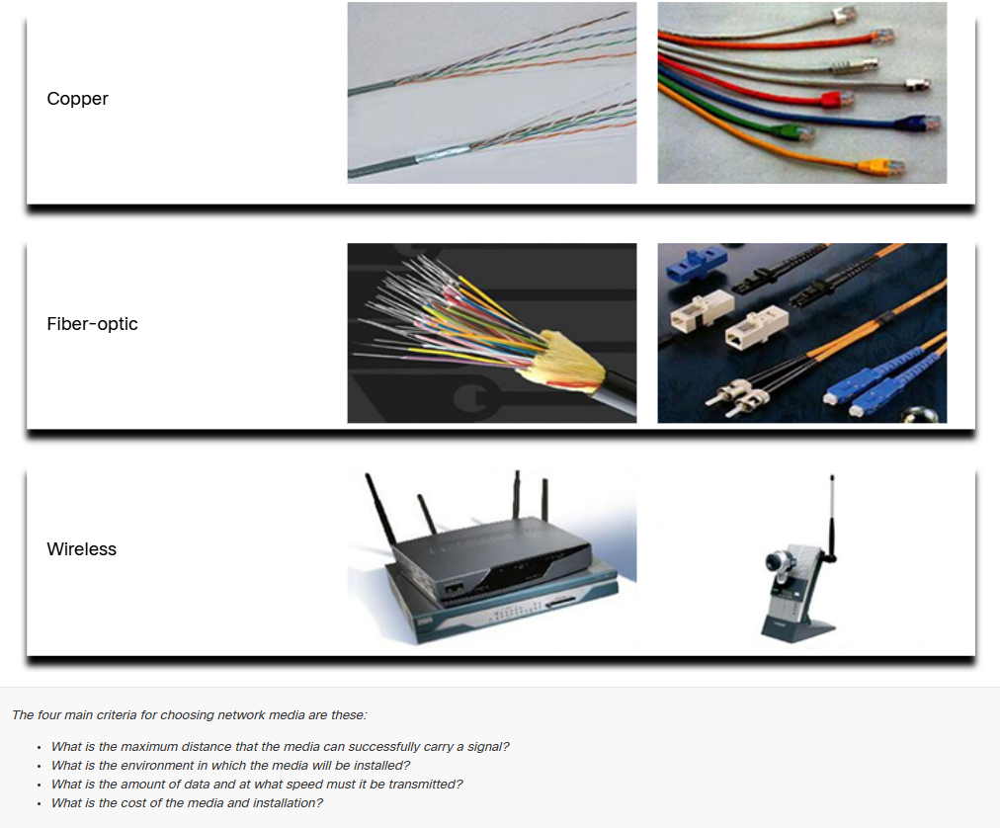 Copper
Fiber-optic
Wireless
The four main criteria for choosing network media are these:
What is the maximum distance that the media can successfully carry a signal?
What is the environment in which the media will be installed?
What is the amount of data and at what speed must it be transmitted?
What is the cost of the media and installation?